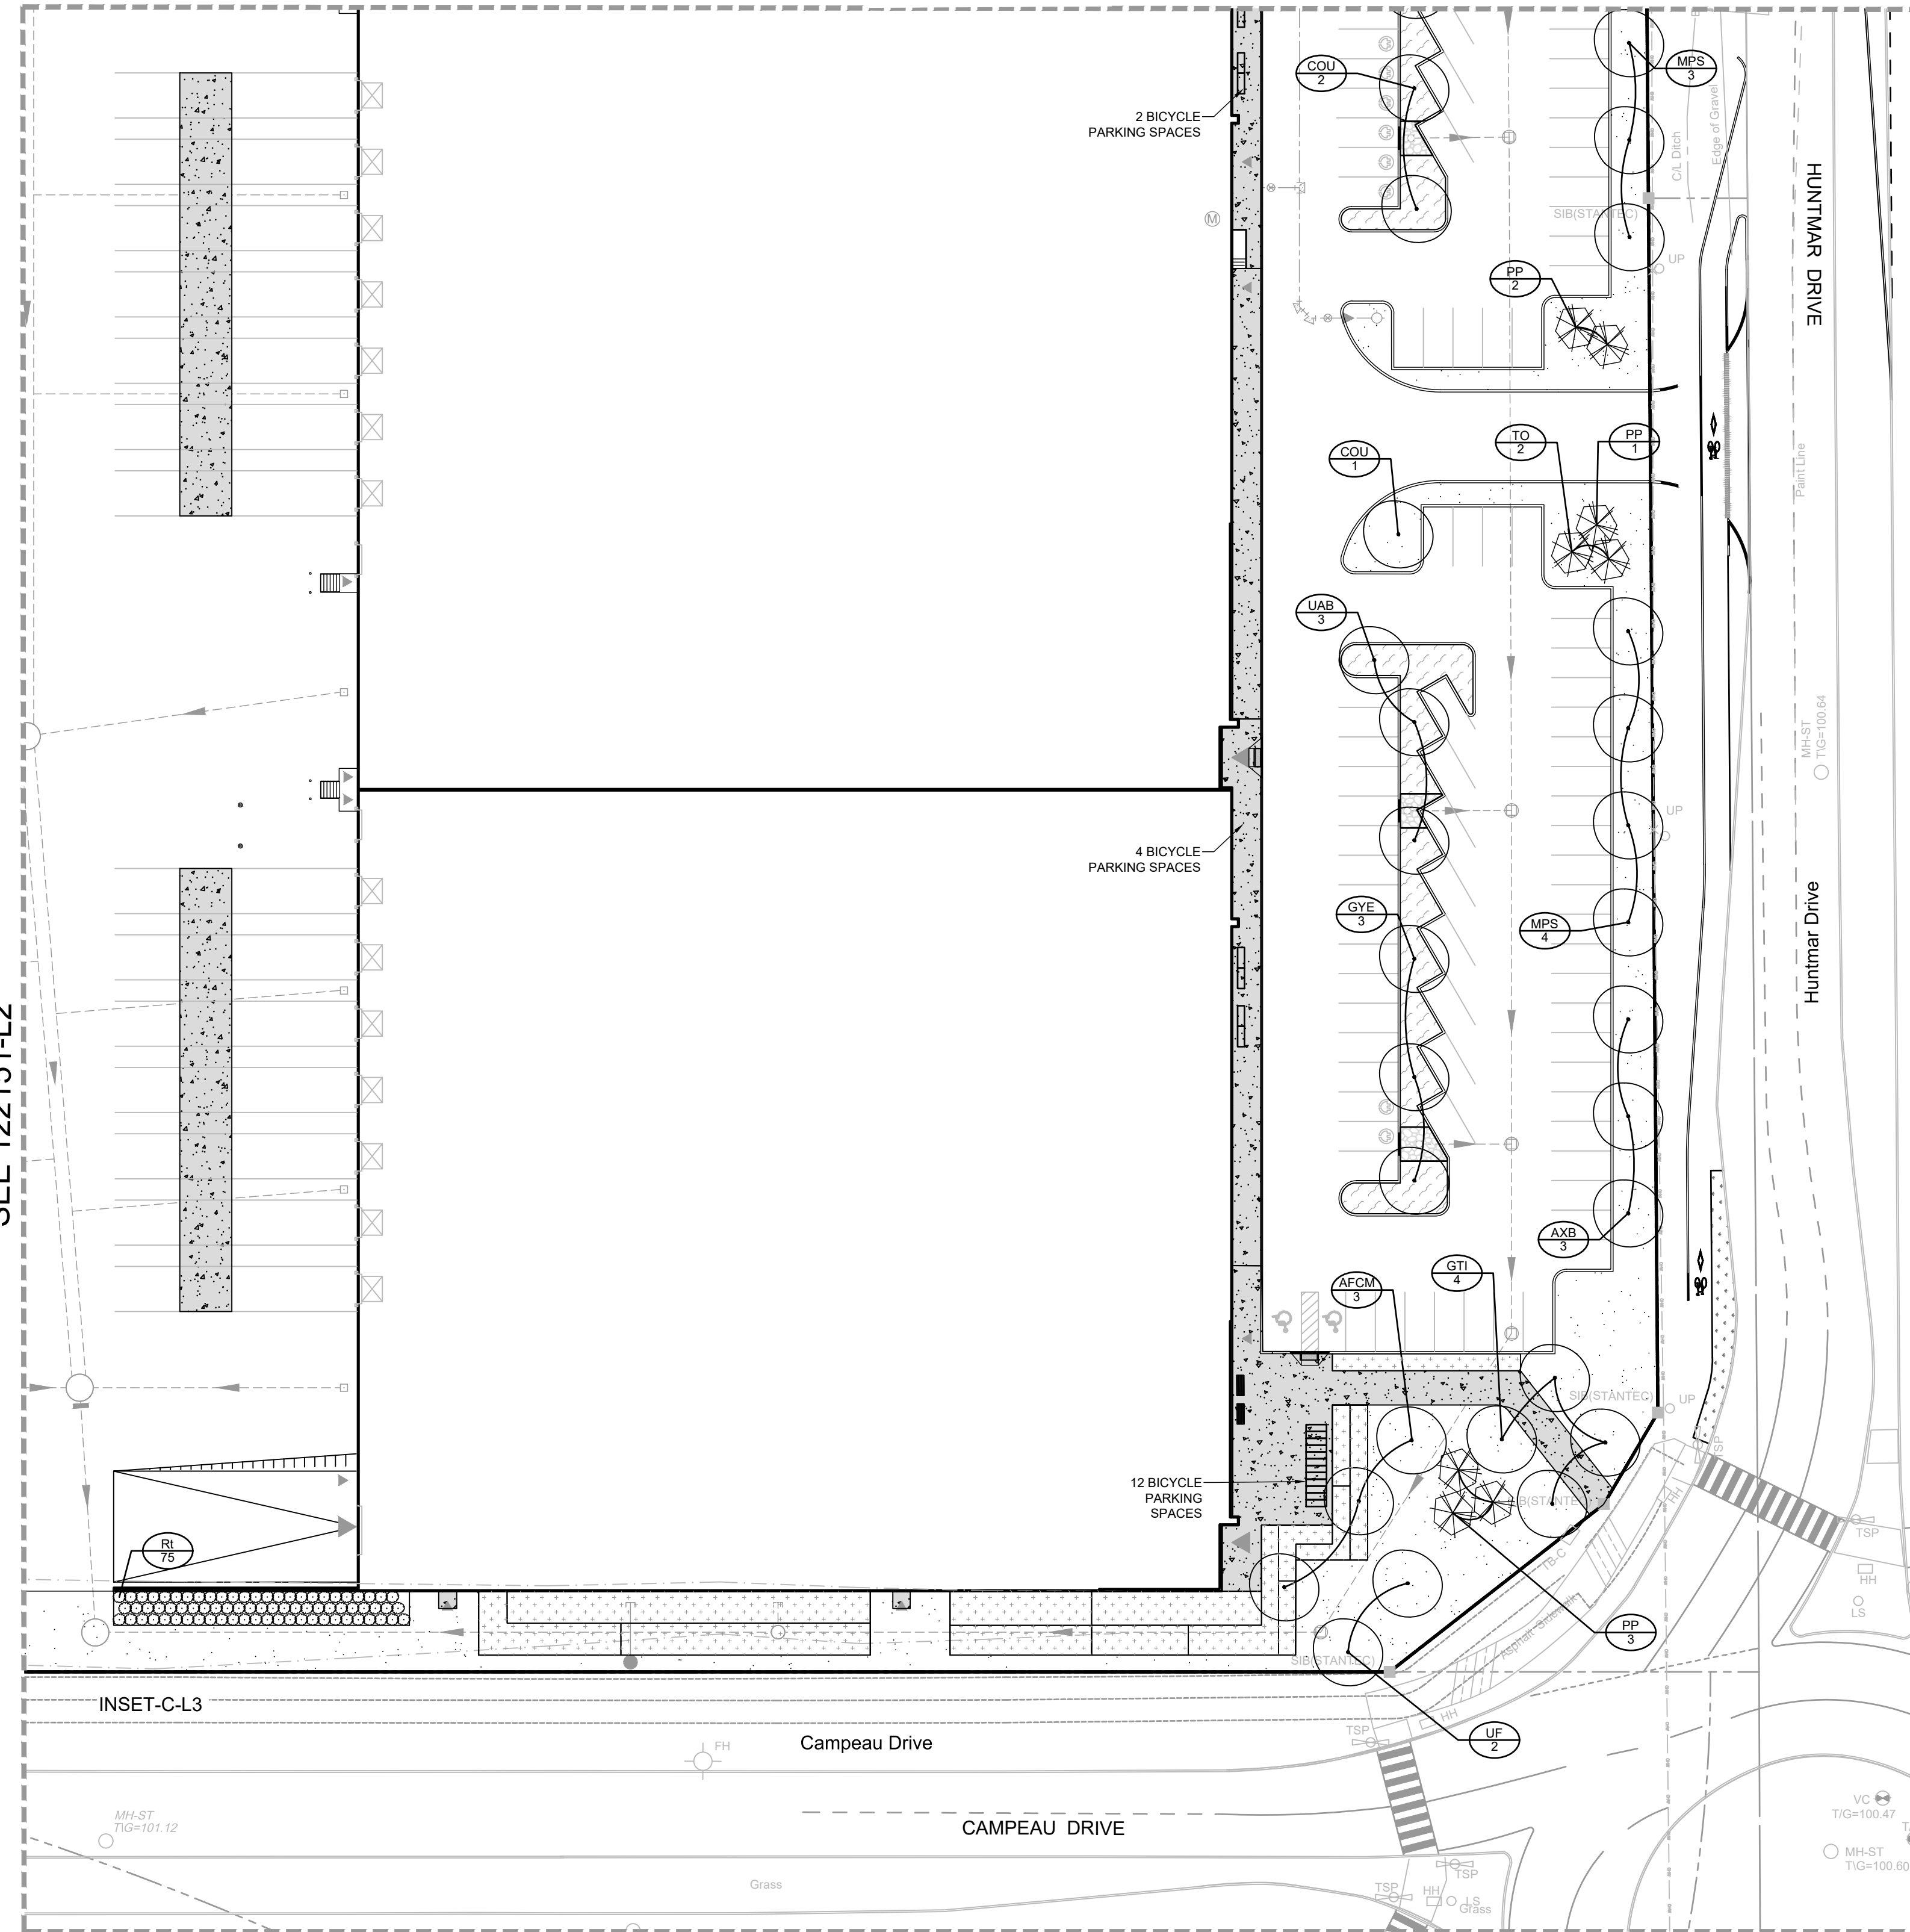 COU
2
MPS
3
2 BICYCLE
PARKING SPACES
C/L Ditch
Edge of Gravel
HUNTMAR DRIVE
M
SIB(STANTEC)
UP
PP
2
COU
1
TO
2
PP
1
Paint Line
UAB
3
MH-ST
T\G=100.64
UP
4 BICYCLE
PARKING SPACES
GYE
3
MPS
4
Huntmar Drive
AXB
3
GTI
4
AFCM
3
SIB(STANTEC)
UP
TSP
12 BICYCLE
PARKING
SPACES
HH
TSP
Rt
75
TB-C
HH
LS
PP
3
Asphalt Sidewalk
SIB(STANTEC)
INSET-C-L3
Campeau Drive
HH
TSP
UF
2
FH
MH-ST
T\G=101.12
CAMPEAU DRIVE
VC
T/G=100.47
MH-ST
T\G=100.60
Grass
TSP
TSP
HH
LS
Grass